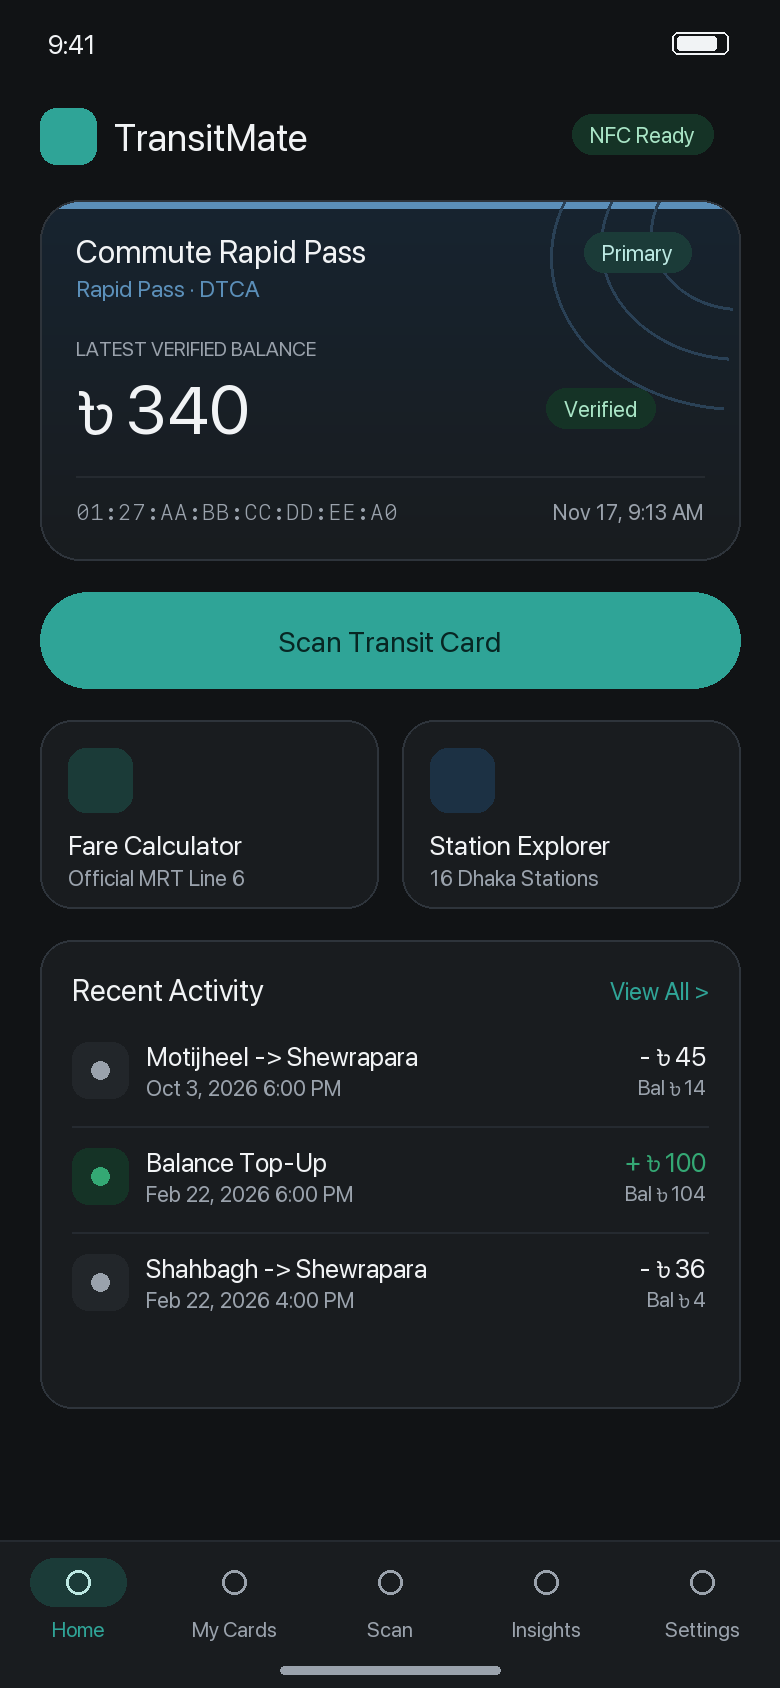 9:41
TransitMate
NFC Ready
Commute Rapid Pass
Primary
Rapid Pass · DTCA
LATEST VERIFIED BALANCE
৳ 340
Verified
01:27:AA:BB:CC:DD:EE:A0
Nov 17, 9:13 AM
Scan Transit Card
Fare Calculator
Official MRT Line 6
Station Explorer
16 Dhaka Stations
Recent Activity
View All >
Motijheel -> Shewrapara
- ৳ 45
Oct 3, 2026 6:00 PM
Bal ৳ 14
Balance Top-Up
+ ৳ 100
Feb 22, 2026 6:00 PM
Bal ৳ 104
Shahbagh -> Shewrapara
- ৳ 36
Feb 22, 2026 4:00 PM
Bal ৳ 4
Home
My Cards
Scan
Insights
Settings